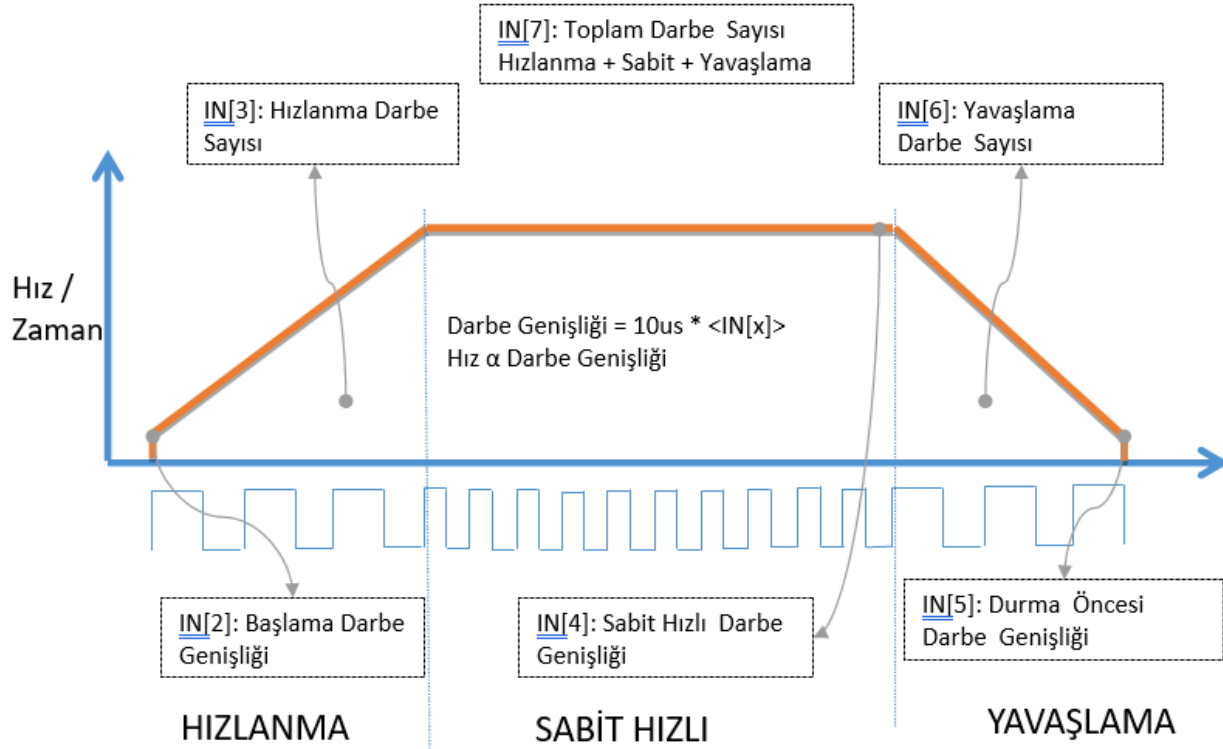 IN[7]: Toplam Darbe Sayısı
Hızlanma + Sabit + Yavaşlama
IN[3]: Hızlanma Darbe
Sayısı
IN[6]: Yavaşlama
Darbe Sayısı
Hız /
Zaman
Darbe Genişliği = 10us * <IN[x]>
Hız α Darbe Genişliği
IN[2]: Başlama Darbe
Genişliği
IN[4]: Sabit Hızlı Darbe
Genişliği
IN[5]: Durma Öncesi
Darbe Genişliği
HIZLANMA
SABİT HIZLI
YAVAŞLAMA